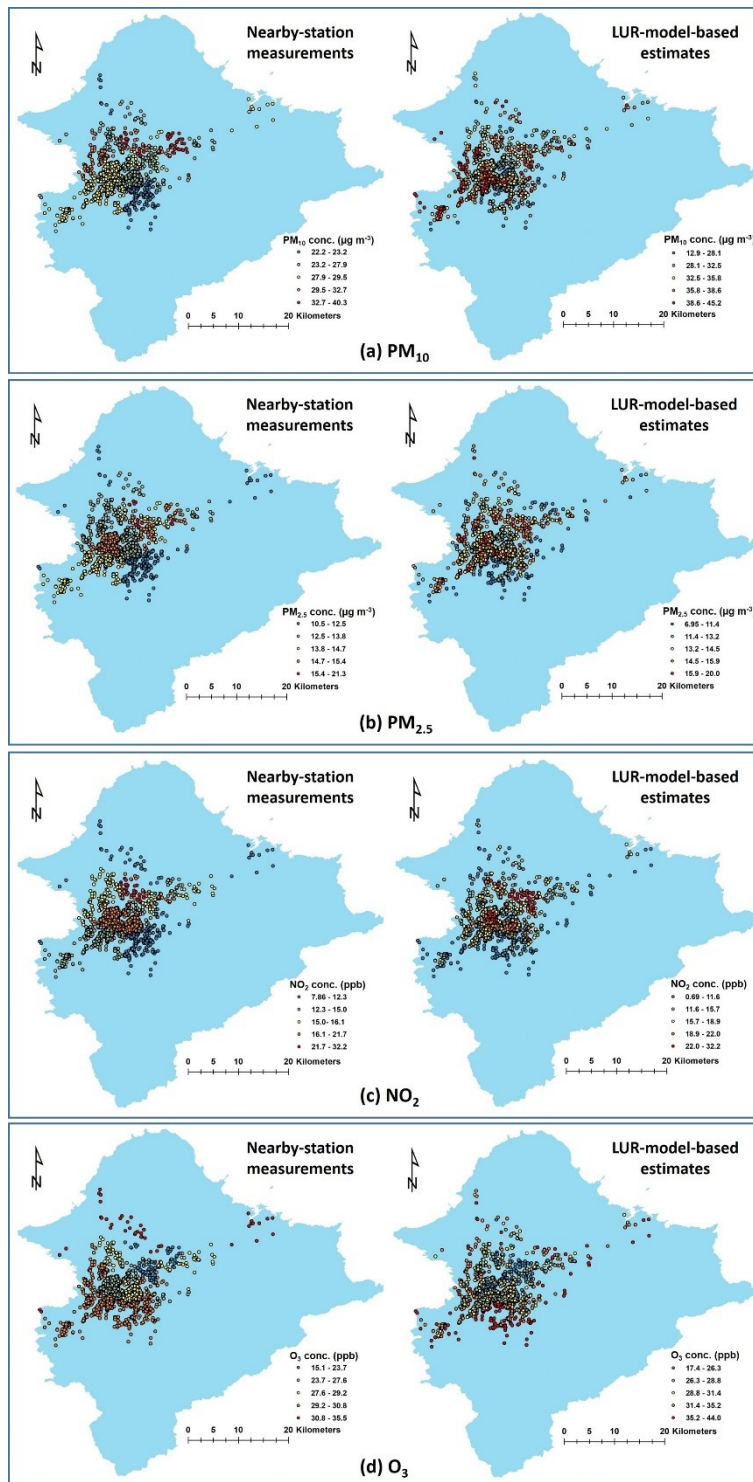 Nearby-station
measurements
LUR-model-based
estimates
N
N
PM10 conc. (µg m-3)
22.2 - 23.2
23.2 - 27.9
27.9 - 29.5
29.5 - 32.7
32.7 - 40.3
0 5 10 20
Kilometers
PM10 conc. (µg m-3)
12.9 - 28.1
28.1 - 32.5
32.5 - 35.8
35.8 - 38.6
38.6 - 45.2
0 5 10 20
Kilometers
(a) PM10
Nearby-station
measurements
LUR-model-based
estimates
N
N
PM2.5 conc. (µg m-3)
10.5 - 12.5
12.5 - 13.8
13.8 - 14.7
14.7 - 15.4
15.4 - 21.3
0 5 10 20
Kilometers
PM2.5 conc. (µg m-3)
6.95 - 11.4
11.4 - 13.2
13.2 - 14.5
14.5 - 15.9
15.9 - 20.0
0 5 10 20
Kilometers
(b) PM2.5
Nearby-station
measurements
LUR-model-based
estimates
N
N
NO2 conc. (ppb)
7.86 - 12.3
12.3 - 15.0
15.0- 16.1
16.1 - 21.7
21.7 - 32.2
0 5 10 20
Kilometers
NO2 conc. (ppb)
0.69 - 11.6
11.6 - 15.7
15.7 - 18.9
18.9 - 22.0
22.0 - 32.2
0 5 10 20
Kilometers
(c) NO2
Nearby-station
measurements
LUR-model-based
estimates
N
N
O3 conc. (ppb)
15.1 - 23.7
23.7 - 27.6
27.6 - 29.2
29.2 - 30.8
30.8 - 35.5
0 5 10 20
Kilometers
O3 conc. (ppb)
17.4 - 26.3
26.3 - 28.8
28.8 - 31.4
31.4 - 35.2
35.2 - 44.0
0 5 10 20
Kilometers
(d) O3